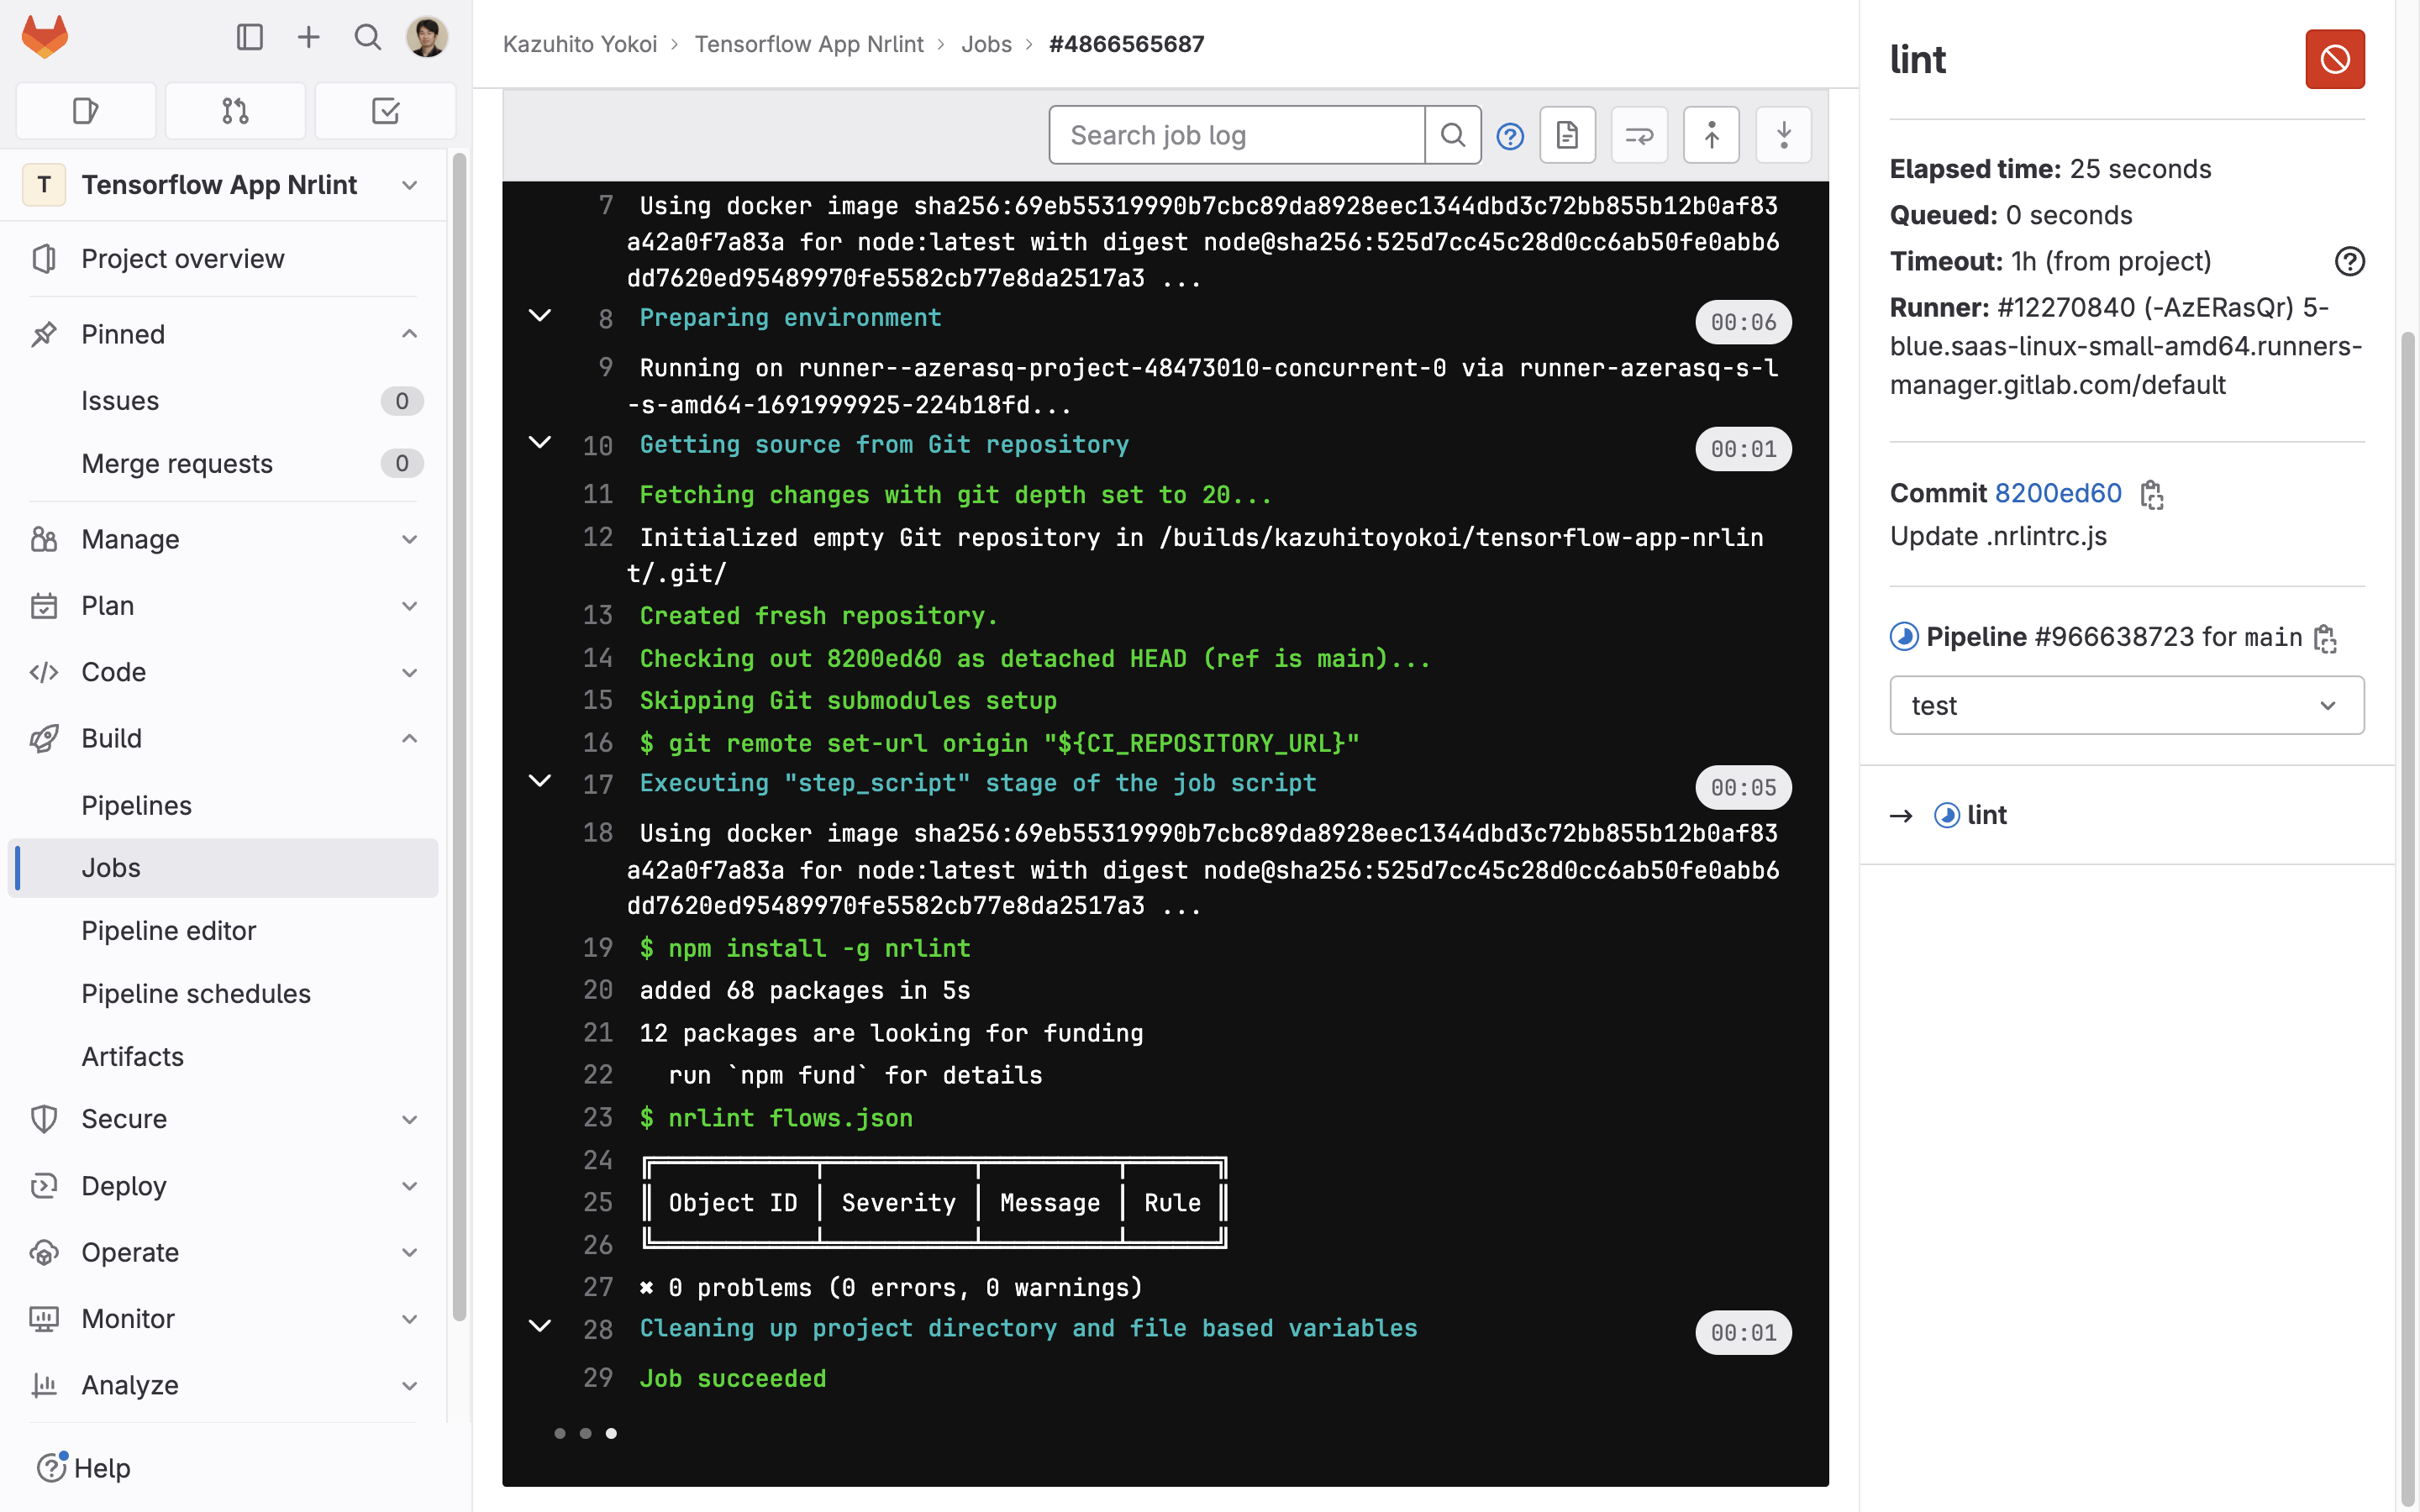 T Tensorflow App Nrlint
Project overview
Pinned
Issues 0
Merge requests 0
Manage
Plan
Code
Build
Pipelines
Jobs
Pipeline editor
Pipeline schedules
Artifacts
Secure
Deploy
Operate
Monitor
Analyze
Help
Kazuhito Yokoi › Tensorflow App Nrlint › Jobs › #4866565687
Search job log
7 Using docker image sha256:69eb55319990b7cbc89da8928eec1344dbd3c72bb855b12b0af83
a42a0f7a83a for node:latest with digest node@sha256:525d7cc45c28d0cc6ab50fe0abb6
dd7620ed95489970fe5582cb77e8da2517a3 ...
8 Preparing environment 00:06
9 Running on runner--azerasq-project-48473010-concurrent-0 via runner-azerasq-s-l
-s-amd64-1691999925-224b18fd...
10 Getting source from Git repository 00:01
11 Fetching changes with git depth set to 20...
12 Initialized empty Git repository in /builds/kazuhitoyokoi/tensorflow-app-nrlin
t/.git/
13 Created fresh repository.
14 Checking out 8200ed60 as detached HEAD (ref is main)...
15 Skipping Git submodules setup
16 $ git remote set-url origin "${CI_REPOSITORY_URL}"
17 Executing "step_script" stage of the job script 00:05
18 Using docker image sha256:69eb55319990b7cbc89da8928eec1344dbd3c72bb855b12b0af83
a42a0f7a83a for node:latest with digest node@sha256:525d7cc45c28d0cc6ab50fe0abb6
dd7620ed95489970fe5582cb77e8da2517a3 ...
19 $ npm install -g nrlint
20 added 68 packages in 5s
21 12 packages are looking for funding
22 run `npm fund` for details
23 $ nrlint flows.json
24
25 Object ID Severity Message Rule
26
27 ✖ 0 problems (0 errors, 0 warnings)
28 Cleaning up project directory and file based variables 00:01
29 Job succeeded
lint
Elapsed time: 25 seconds
Queued: 0 seconds
Timeout: 1h (from project)
Runner: #12270840 (-AzERasQr) 5-
blue.saas-linux-small-amd64.runners-
manager.gitlab.com/default
Commit 8200ed60
Update .nrlintrc.js
Pipeline #966638723 for main
test
→ lint